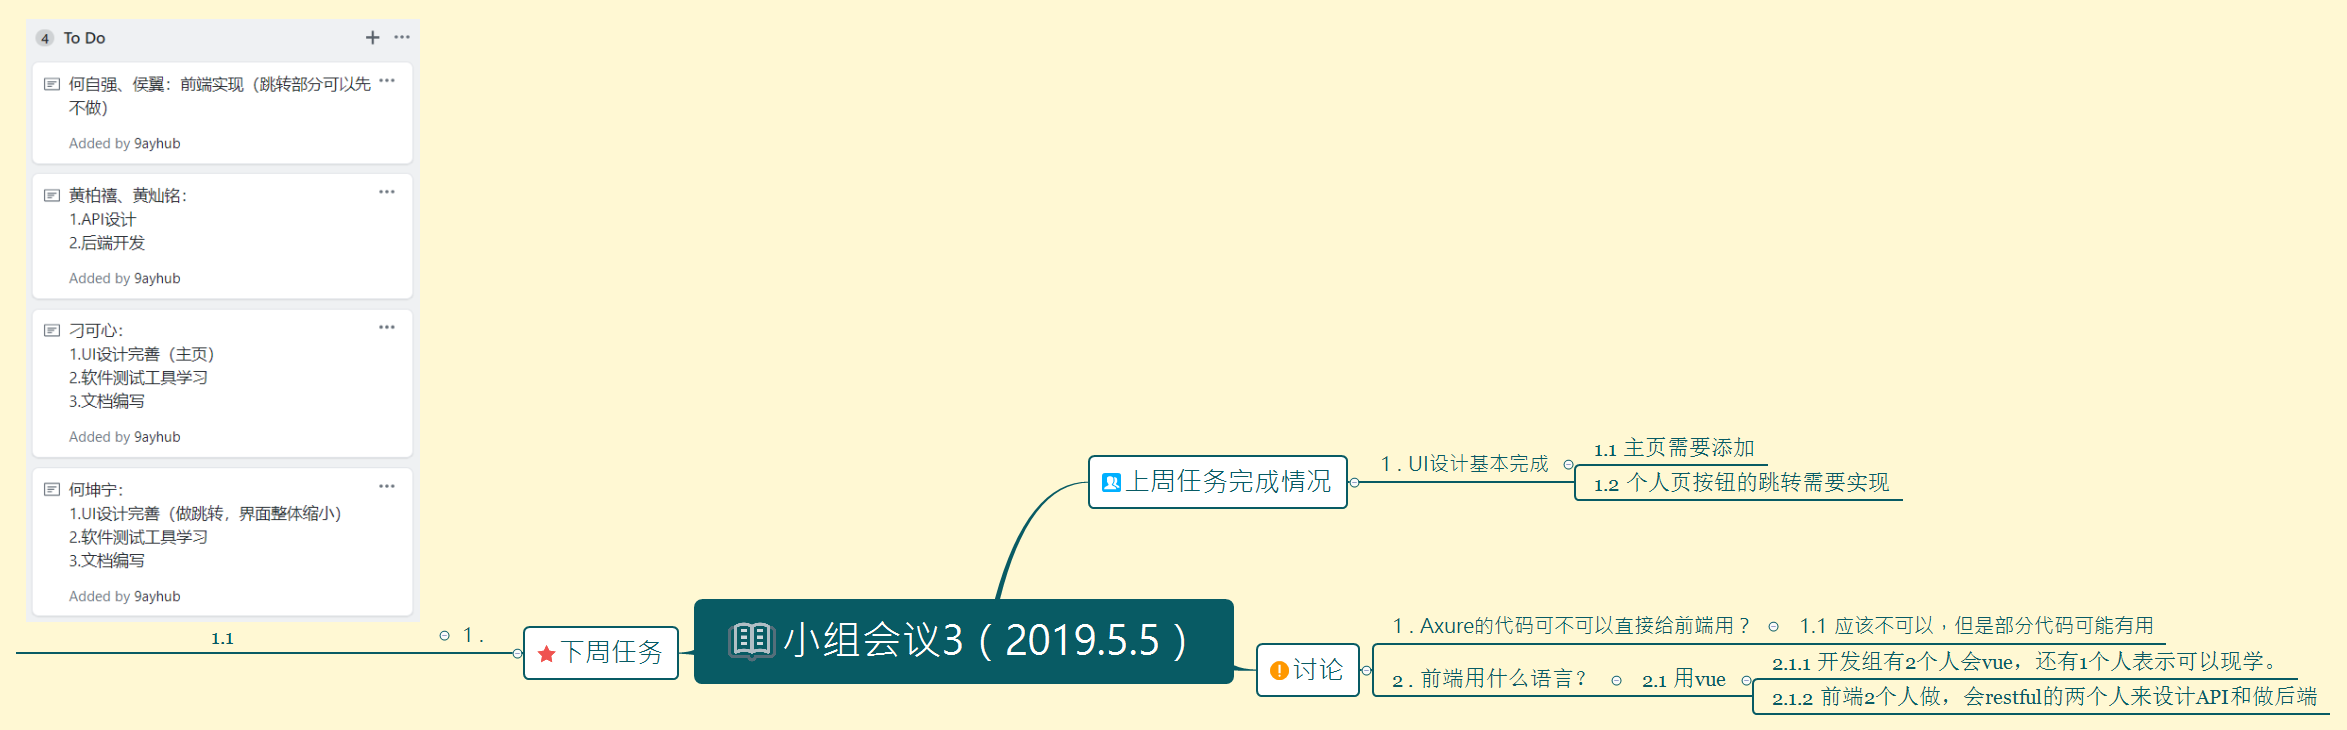 4 To Do
何自强、侯翼：前端实现（跳转部分可以先
不做）
Added by 9ayhub
黄柏禧、黄灿铭：
1.API设计
2.后端开发
Added by 9ayhub
刁可心：
1.UI设计完善（主页）
2.软件测试工具学习
3.文档编写
Added by 9ayhub
何坤宁：
1.UI设计完善（做跳转，界面整体缩小）
2.软件测试工具学习
3.文档编写
Added by 9ayhub
1.1
1 .
下周任务
小组会议3（2019.5.5）
上周任务完成情况
1 . UI设计基本完成
1.1 主页需要添加
1.2 个人页按钮的跳转需要实现
讨论
1 . Axure的代码可不可以直接给前端用？
1.1 应该不可以，但是部分代码可能有用
2 . 前端用什么语言？
2.1 用vue
2.1.1 开发组有2个人会vue，还有1个人表示可以现学。
2.1.2 前端2个人做，会restful的两个人来设计API和做后端